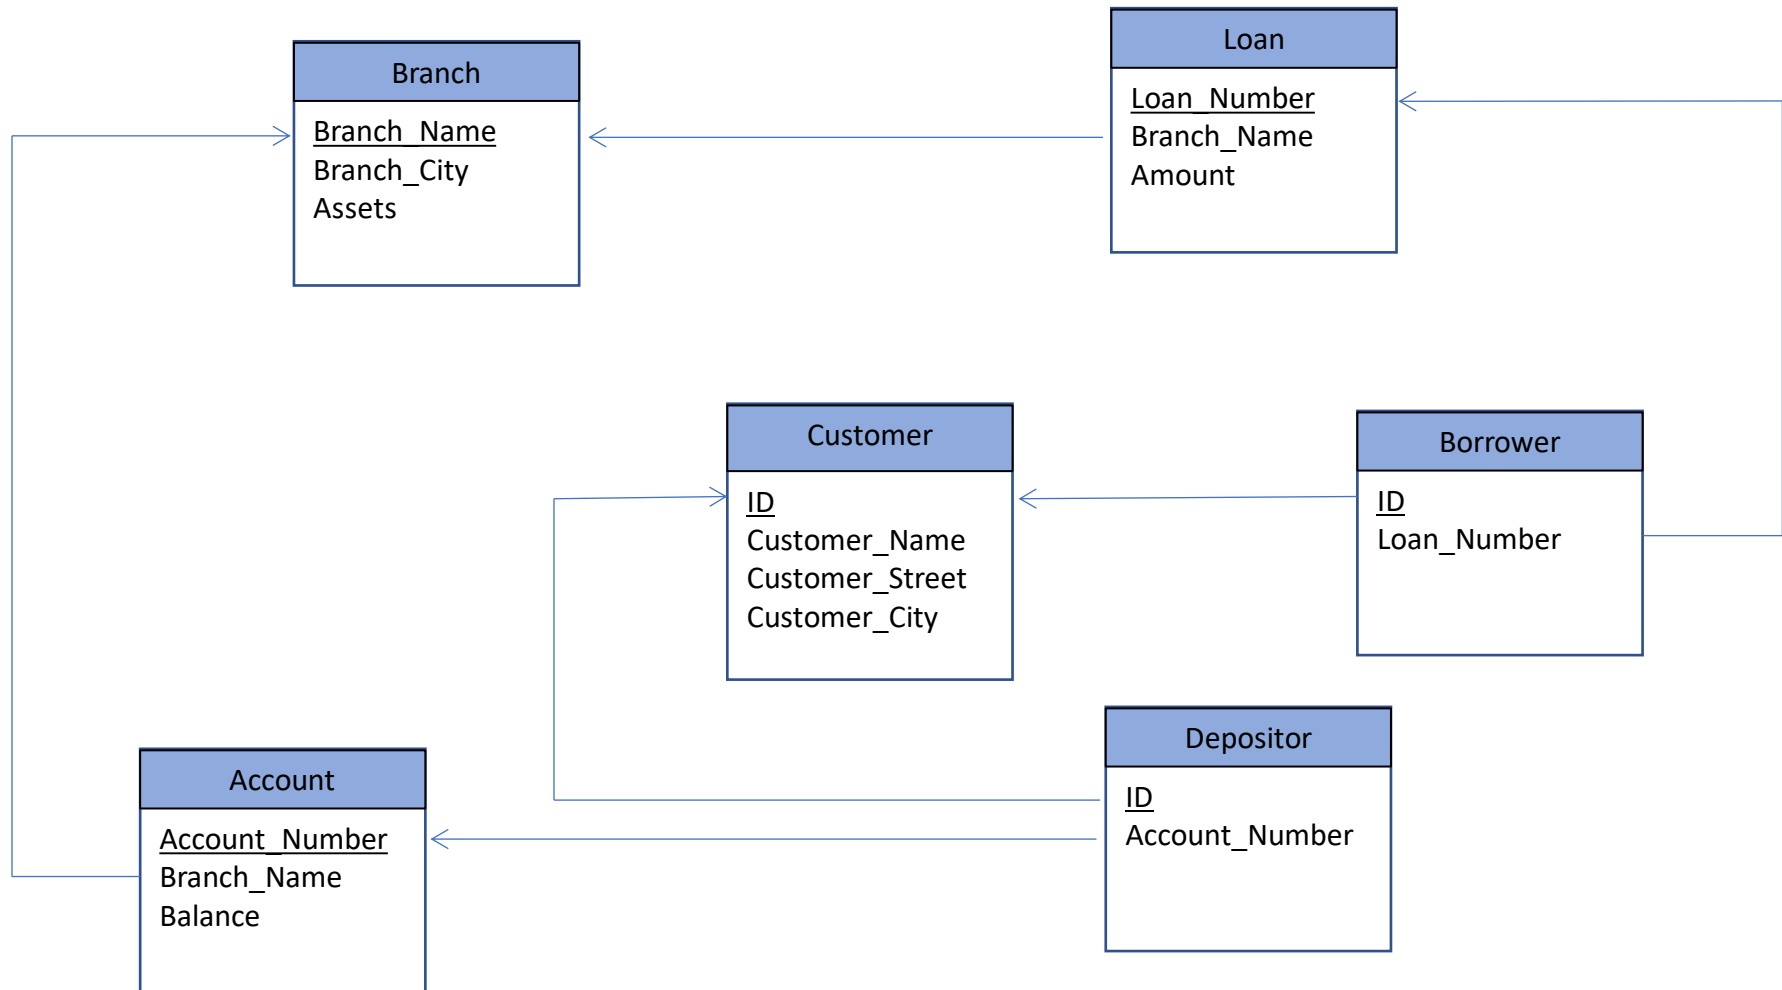 Branch
Branch_Name
Branch_City
Assets
Loan
Loan_Number
Branch_Name
Amount
Customer
ID
Customer_Name
Customer_Street
Customer_City
Borrower
ID
Loan_Number
Account
Account_Number
Branch_Name
Balance
Depositor
ID
Account_Number